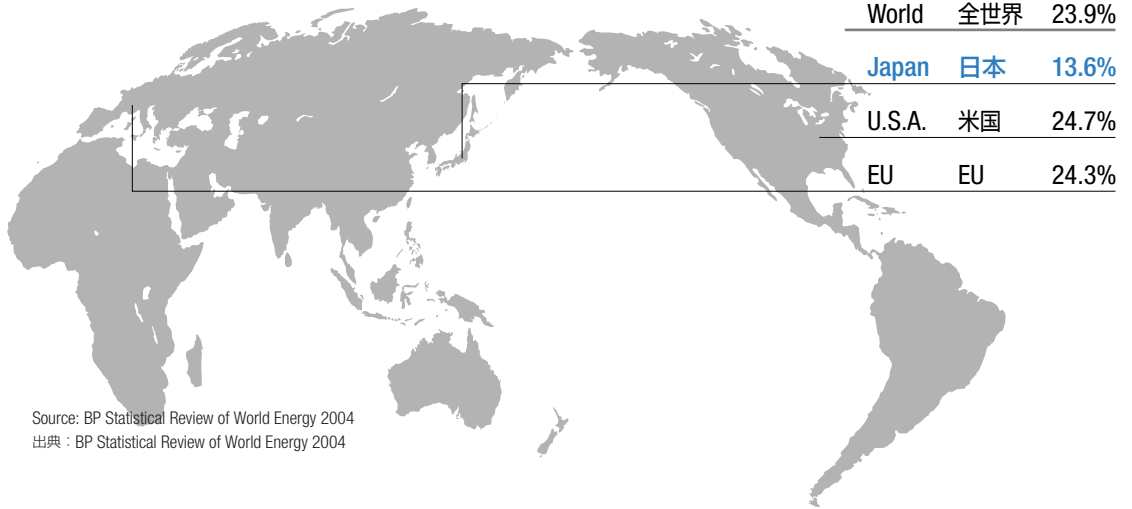 World 全世界 23.9%
Japan 日本 13.6%
U.S.A. 米国 24.7%
EU EU 24.3%
Source: BP Statistical Review of World Energy 2004
出典：BP Statistical Review of World Energy 2004